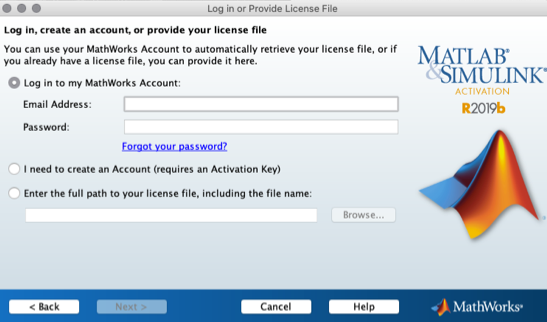 Log in or Provide License File
Log in, create an account, or provide your license file
You can use your MathWorks Account to automatically retrieve your license file, or if
you already have a license file, you can provide it here.
Log in to my MathWorks Account:
Email Address:
Password:
Forgot your password?
I need to create an Account (requires an Activation Key)
Enter the full path to your license file, including the file name:
Browse...
MATLAB®
&SIMULINK®
ACTIVATION
R2019b
< Back
Next >
Cancel
Help
MathWorks®